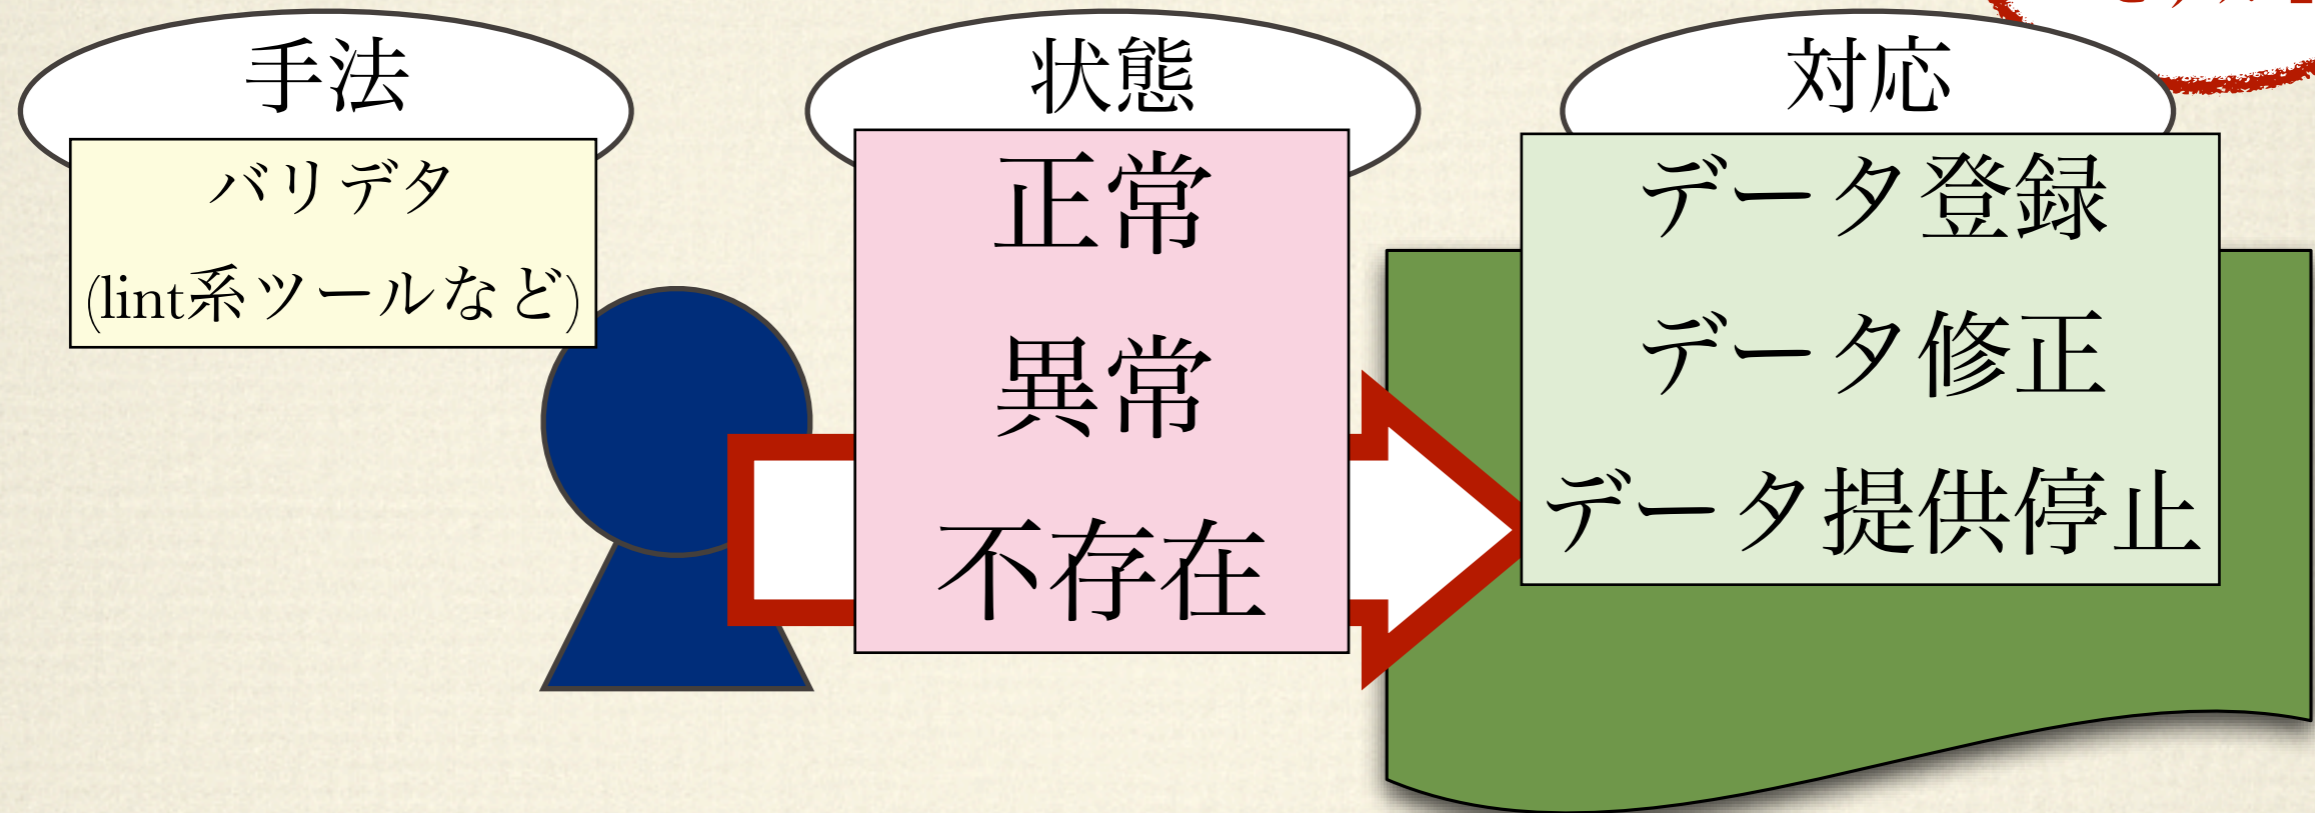 手法
バリデタ
(lint系ツールなど)
状態
正常
異常
不存在
対応
データ登録
データ修正
データ提供停止